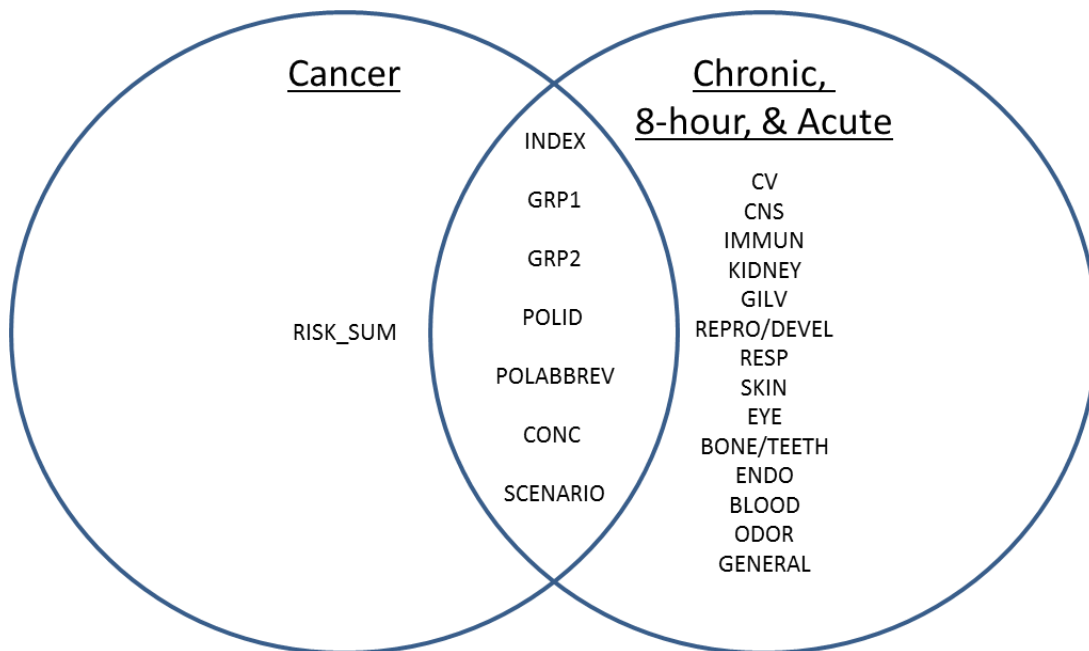 Cancer
Chronic,
8-hour, & Acute
INDEX
GRP1
GRP2
POLID
POLABBREV
CONC
SCENARIO
RISK_SUM
CV
CNS
IMMUN
KIDNEY
GILV
REPRO/DEVEL
RESP
SKIN
EYE
BONE/TEETH
ENDO
BLOOD
ODOR
GENERAL